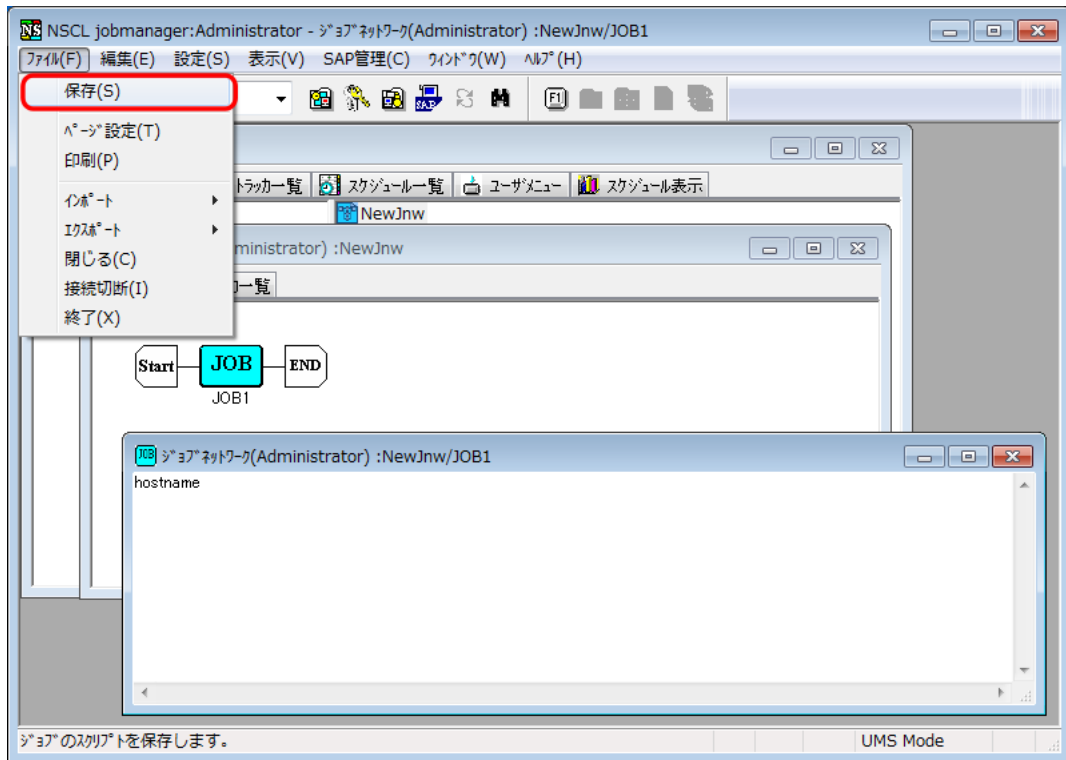 NSCL jobmanager:Administrator - ｼﾞｮﾌﾞﾈｯﾄﾜｰｸ(Administrator) :NewJnw/JOB1
ﾌｧｲﾙ(F) 編集(E) 設定(S) 表示(V) SAP管理(C) ｳｨﾝﾄﾞｳ(W) ﾍﾙﾌﾟ(H)
保存(S)
ﾍﾟｰｼﾞ設定(T)
印刷(P)
ｲﾝﾎﾟｰﾄ
ｴｸｽﾎﾟｰﾄ
閉じる(C)
接続切断(I)
終了(X)
SAP
F1
トラッカ一覧 スケジュール一覧 ユーザメニュー スケジュール表示
NewJnw
ministrator) :NewJnw
一覧
Start JOB END
JOB1
JOB ｼﾞｮﾌﾞﾈｯﾄﾜｰｸ(Administrator) :NewJnw/JOB1
hostname
ｼﾞｮﾌﾞのｽｸﾘﾌﾟﾄを保存します。 UMS Mode